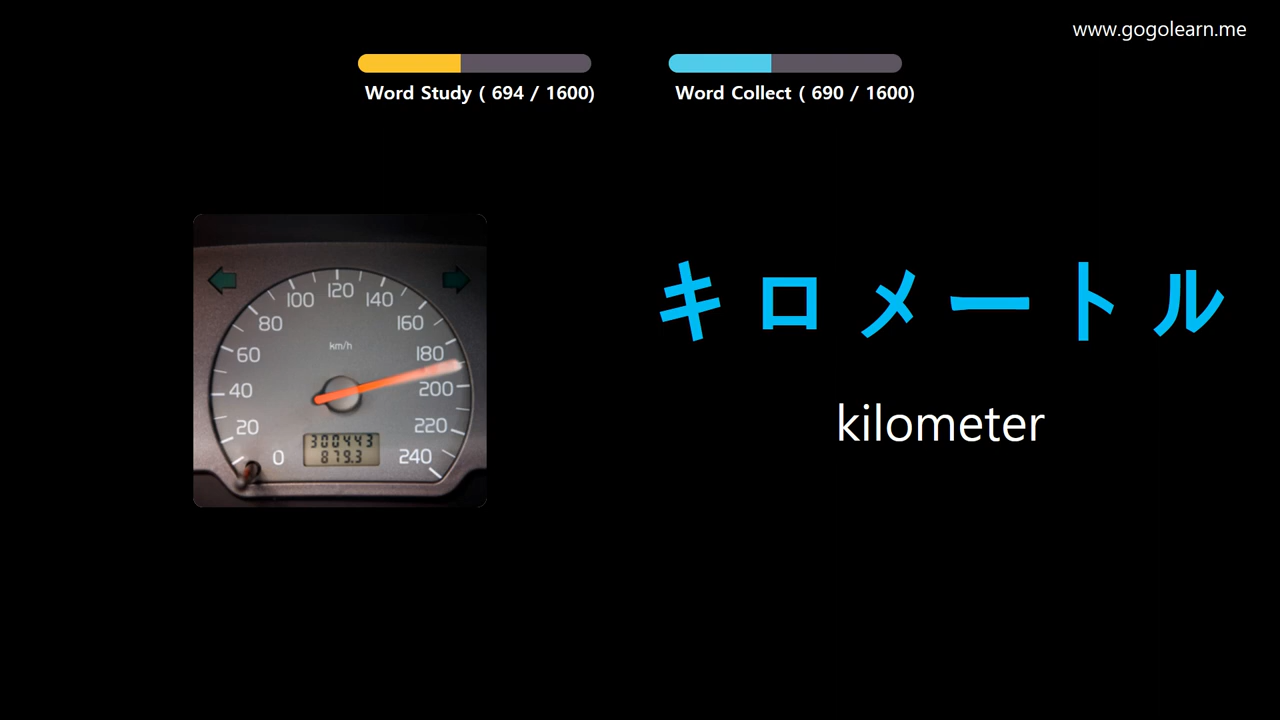 www.gogolearn.me
Word Study ( 694 / 1600)
Word Collect ( 690 / 1600)
キロメートル
kilometer
120
100 140
80 160
km/h
60 180
40 200
20 220
0 240
300443
879.3